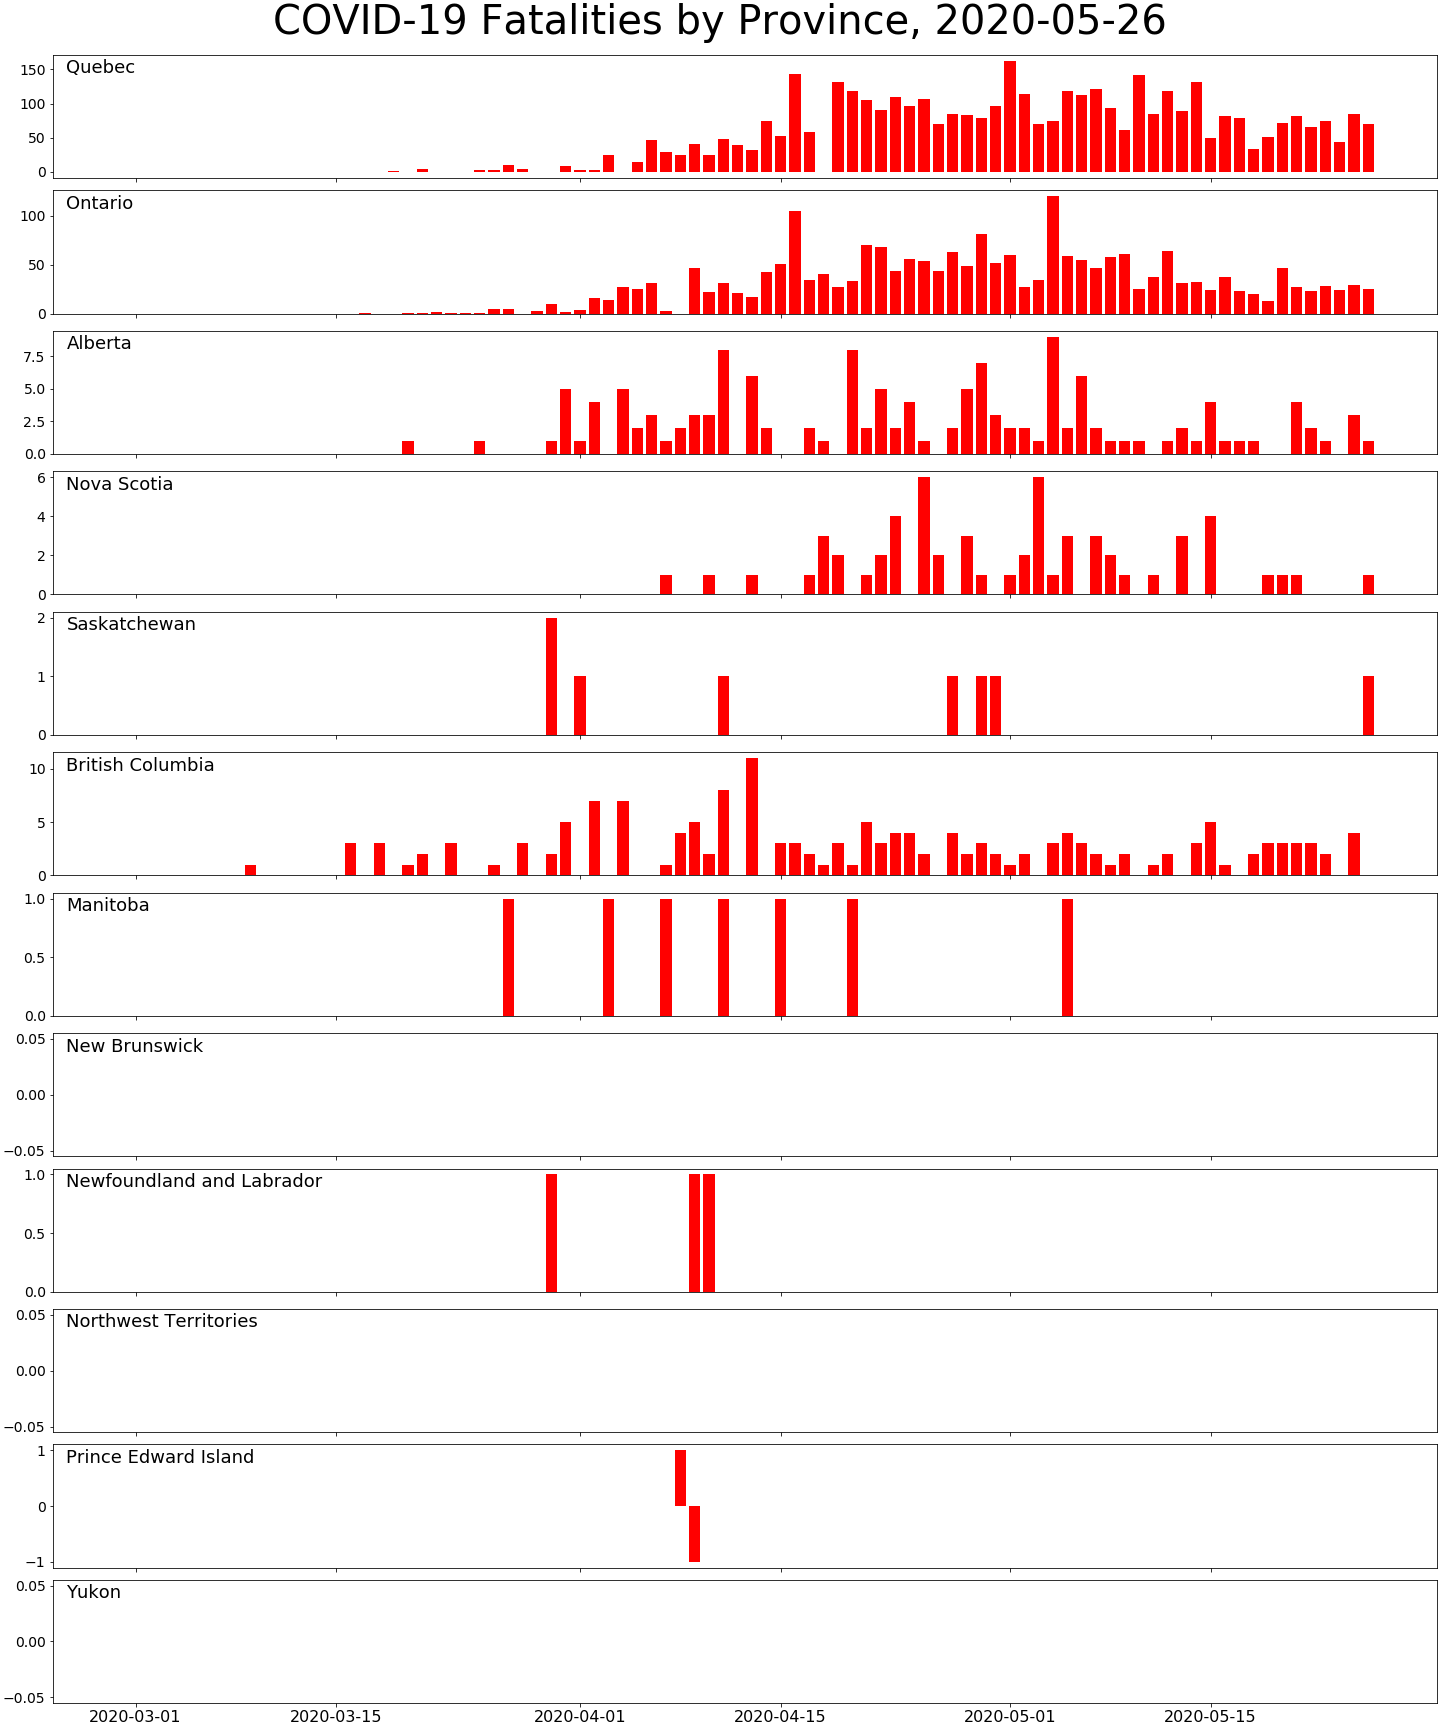 COVID-19 Fatalities by Province, 2020-05-26
Quebec
150
100
50
0
Ontario
100
50
0
Alberta
7.5
5.0
2.5
0.0
Nova Scotia
6
4
2
0
Saskatchewan
2
1
0
British Columbia
10
5
0
Manitoba
1.0
0.5
0.0
New Brunswick
0.05
0.00
−0.05
Newfoundland and Labrador
1.0
0.5
0.0
Northwest Territories
0.05
0.00
−0.05
Prince Edward Island
1
0
−1
Yukon
0.05
0.00
−0.05
2020-03-01 2020-03-15 2020-04-01 2020-04-15 2020-05-01 2020-05-15